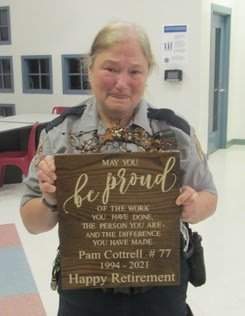 MAY YOU
be proud
OF THE WORK
YOU HAVE DONE,
THE PERSON YOU ARE,
AND THE DIFFERENCE
YOU HAVE MADE
Pam Cottrell # 77
1994 - 2021
Happy Retirement